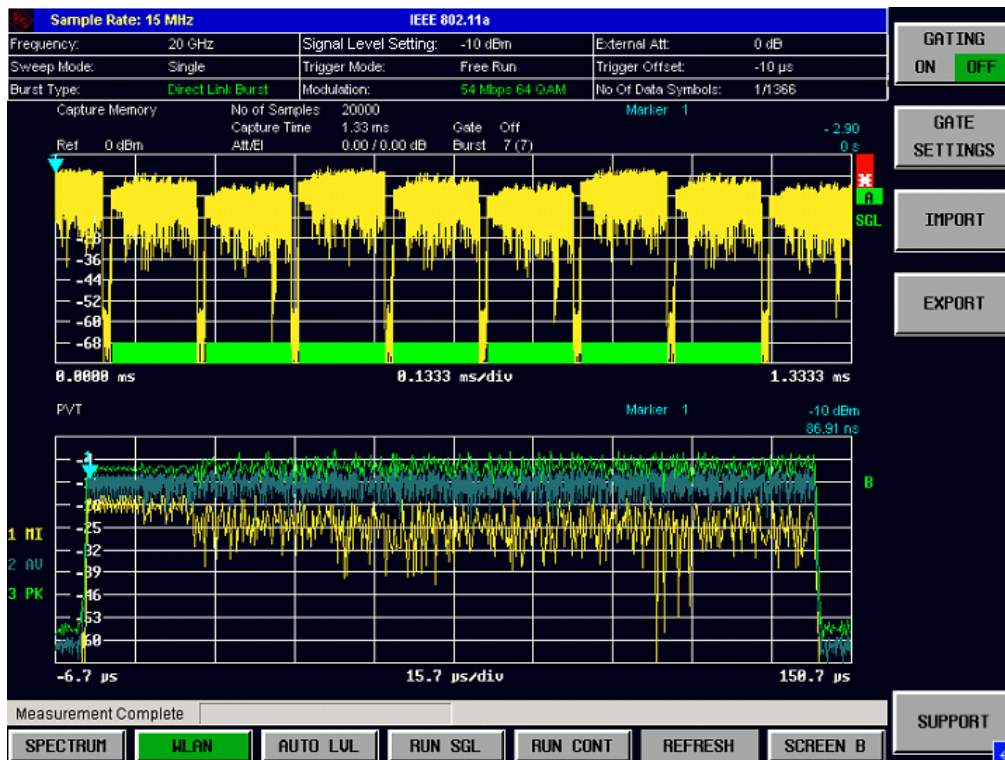 Sample Rate: 15 MHz IEEE 802.11a
Frequency: 20 GHz Signal Level Setting: -10 dBm External Att: 0 dB
Sweep Mode: Single Trigger Mode: Free Run Trigger Offset: -10 µs
Burst Type: Direct Link Burst Modulation: 54 Mbps 64 QAM No Of Data Symbols: 1/1366
Capture Memory No of Samples 20000 Marker 1
Capture Time 1.33 ms Gate Off - 2.90
Ref 0 dBm Att/El 0.00 / 0.00 dB Burst 7 (7) 0 s
A
SGL
-36
-44
-52
-60
-68
0.0000 ms 0.1333 ms/div 1.3333 ms
PVT Marker 1 -10 dBm
86.91 ns
1
B
1 MI
2 AV
3 PK
-25
-32
-39
-46
-53
-60
-6.7 µs 15.7 µs/div 150.7 µs
Measurement Complete
SPECTRUM WLAN AUTO LVL RUN SGL RUN CONT REFRESH SCREEN B
GATING
ON OFF
GATE
SETTINGS
IMPORT
EXPORT
SUPPORT